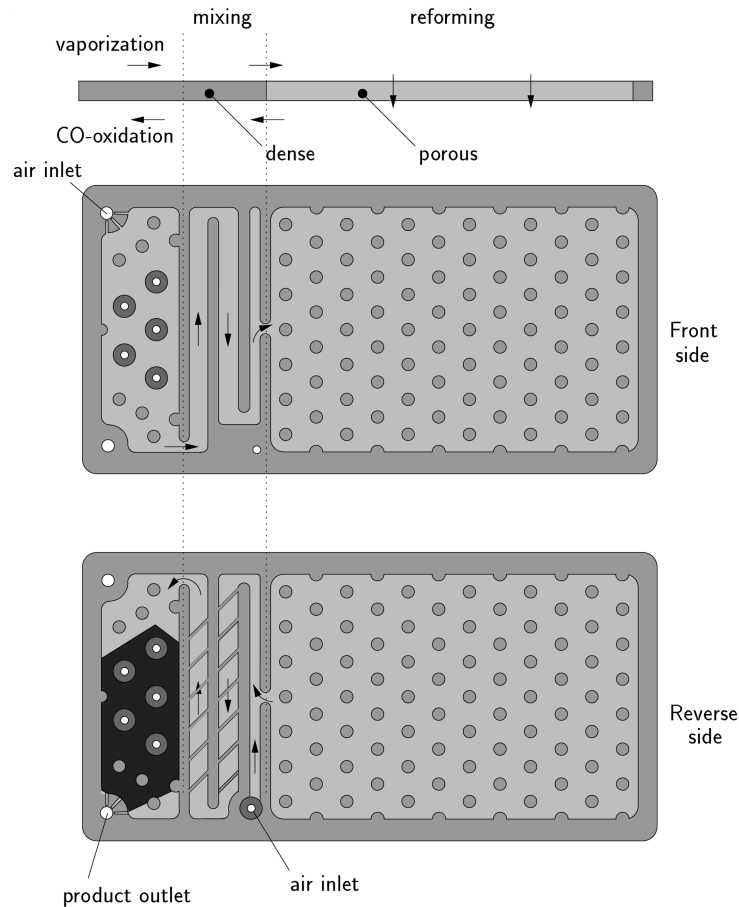 mixing
reforming
vaporization
CO-oxidation
dense
porous
air inlet
Front
side
Reverse
side
air inlet
product outlet